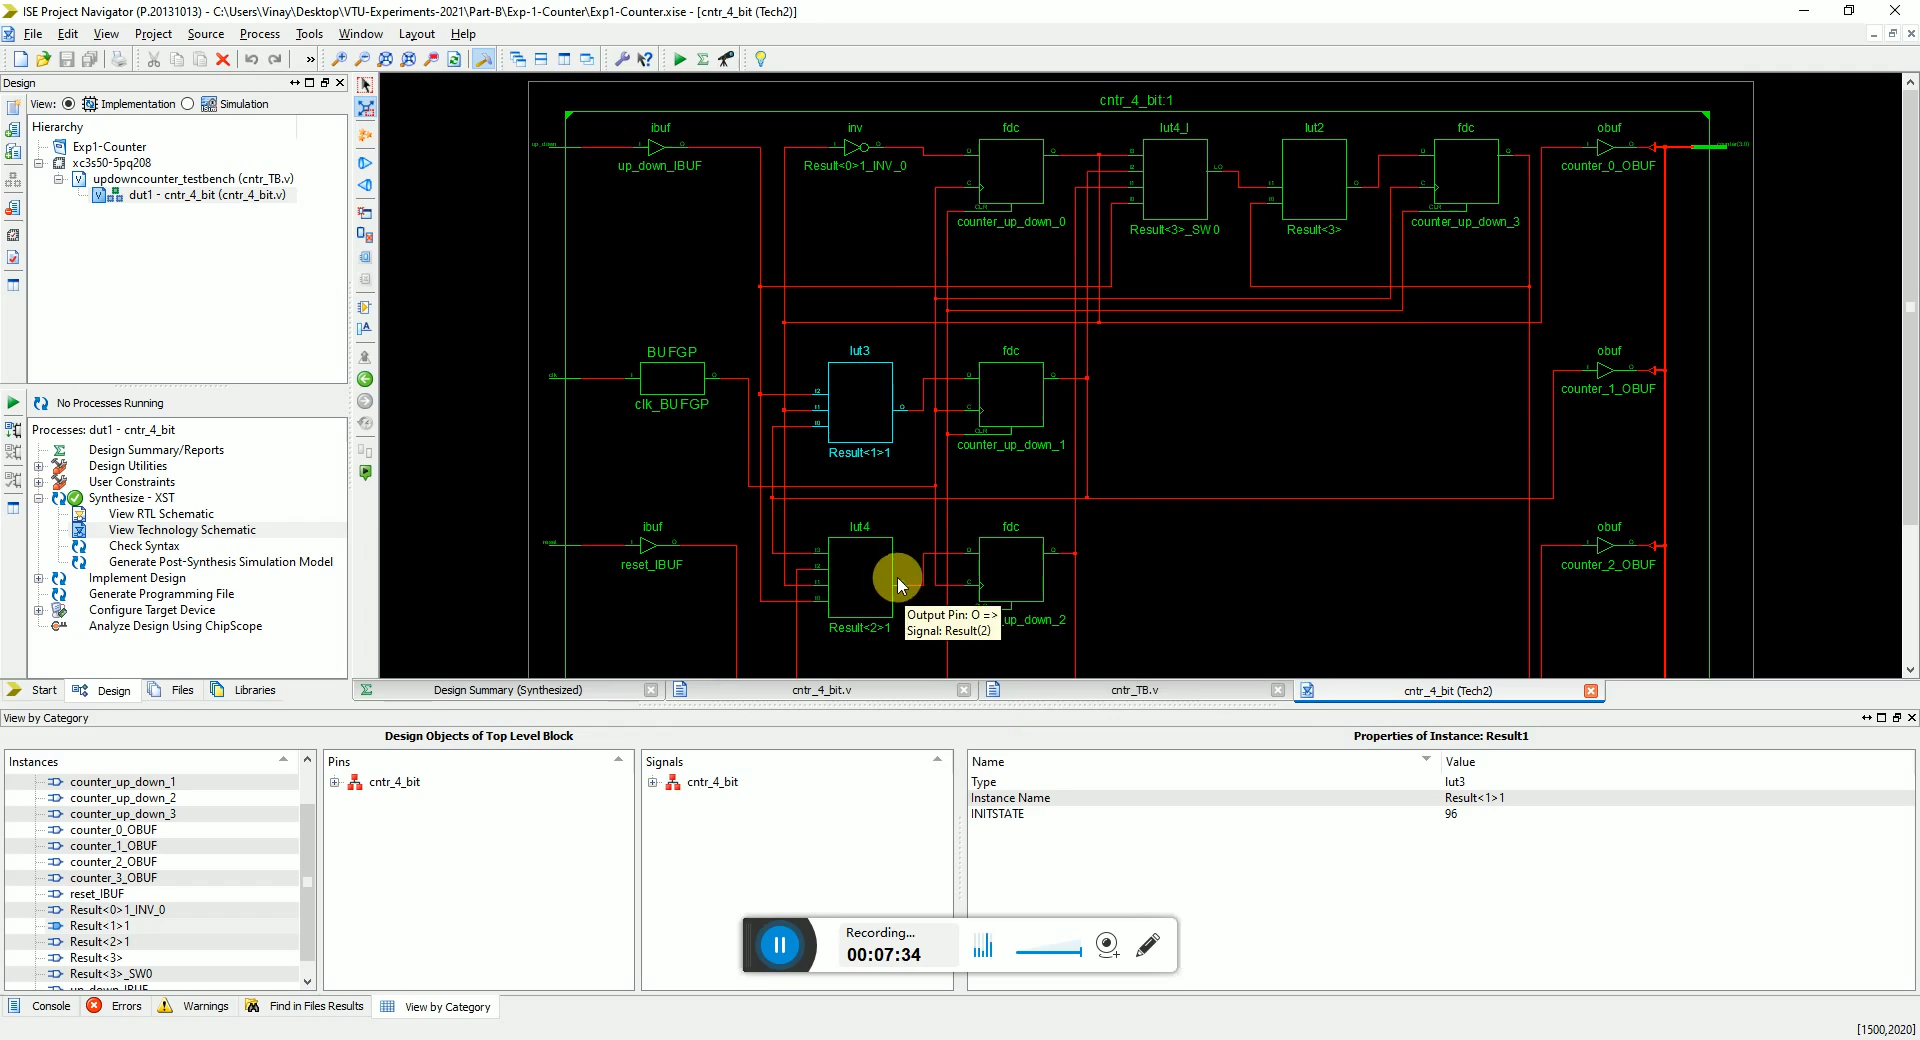 ISE Project Navigator (P.20131013) - C:\Users\Vinay\Desktop\VTU-Experiments-2021\Part-B\Exp-1-Counter\Exp1-Counter.xise - [cntr_4_bit (Tech2)]
File Edit View Project Source Process Tools Window Layout Help
Design
View: Implementation Simulation
Hierarchy
Exp1-Counter
xc3s50-5pq208
updowncounter_testbench (cntr_TB.v)
dut1 - cntr_4_bit (cntr_4_bit.v)
No Processes Running
Processes: dut1 - cntr_4_bit
Design Summary/Reports
Design Utilities
User Constraints
Synthesize - XST
View RTL Schematic
View Technology Schematic
Check Syntax
Generate Post-Synthesis Simulation Model
Implement Design
Generate Programming File
Configure Target Device
Analyze Design Using ChipScope
Start Design Files Libraries
cntr_4_bit:1
ibuf inv fdc lut4_l lut2 fdc obuf
up_down
up_down_IBUF Result<0>1_INV_0 counter_0_OBUF
counter_up_down_0 Result<3>_SW0 Result<3> counter_up_down_3
BUFGP lut3 fdc obuf
clk
clk_BUFGP Result<1>1 counter_up_down_1 counter_1_OBUF
ibuf lut4 fdc obuf
reset
reset_IBUF counter_2_OBUF
Result<2>1 up_down_2
Output Pin: O =>
Signal: Result(2)
Design Summary (Synthesized) cntr_4_bit.v cntr_TB.v cntr_4_bit (Tech2)
View by Category
Design Objects of Top Level Block Properties of Instance: Result1
Instances
counter_up_down_1
counter_up_down_2
counter_up_down_3
counter_0_OBUF
counter_1_OBUF
counter_2_OBUF
counter_3_OBUF
reset_IBUF
Result<0>1_INV_0
Result<1>1
Result<2>1
Result<3>
Result<3>_SW0
up_down_IBUF
Pins
cntr_4_bit
Signals
cntr_4_bit
Name Value
Type lut3
Instance Name Result<1>1
INITSTATE 96
Recording...
00:07:34
Console Errors Warnings Find in Files Results View by Category
[1500,2020]